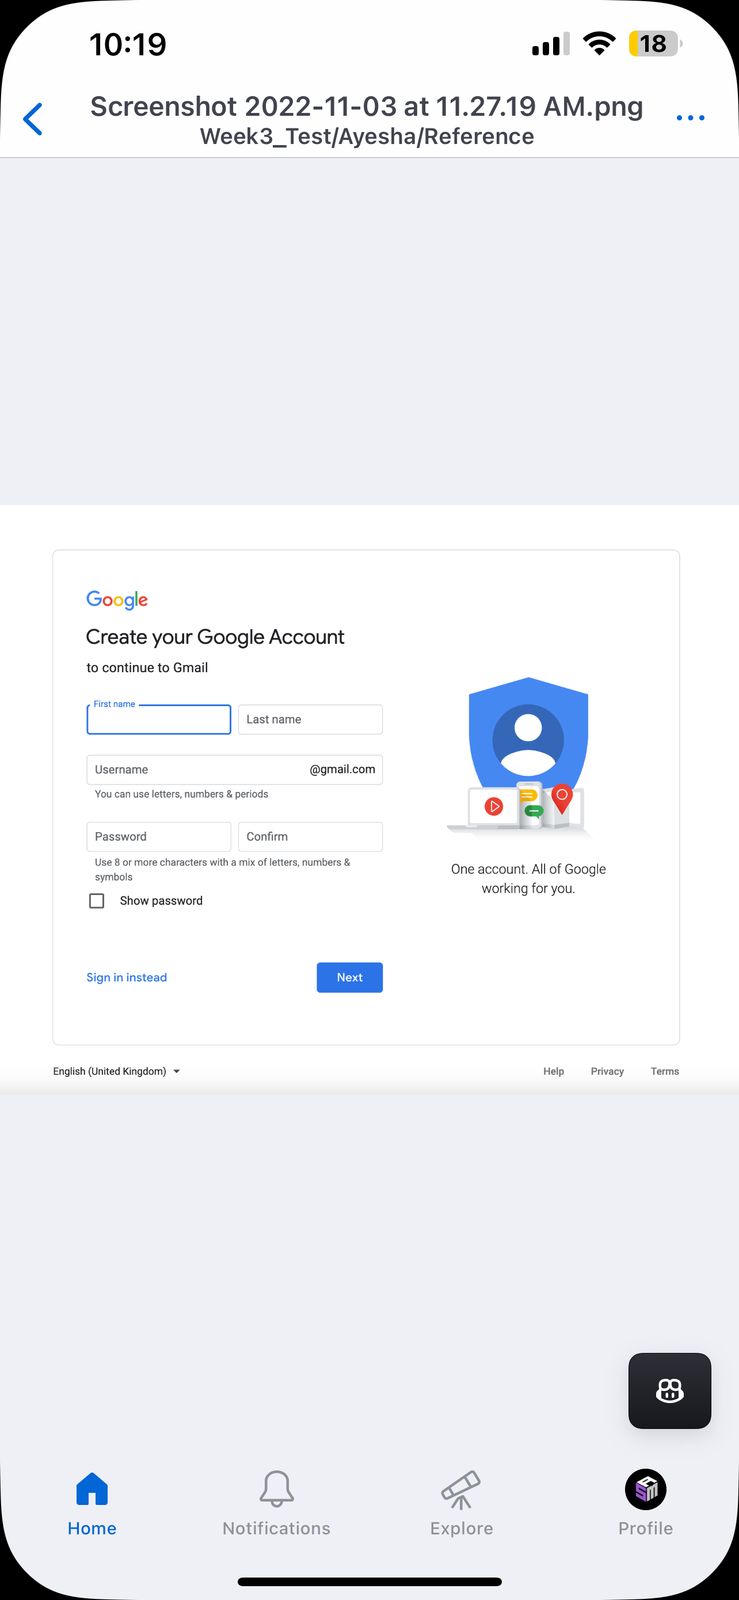 10:19
18
Screenshot 2022-11-03 at 11.27.19 AM.png
Week3_Test/Ayesha/Reference
Google
Create your Google Account
to continue to Gmail
First name
Last name
Username @gmail.com
You can use letters, numbers & periods
Password
Confirm
Use 8 or more characters with a mix of letters, numbers &
symbols
Show password
One account. All of Google
working for you.
Sign in instead
Next
English (United Kingdom)
Help
Privacy
Terms
Home
Notifications
Explore
Profile